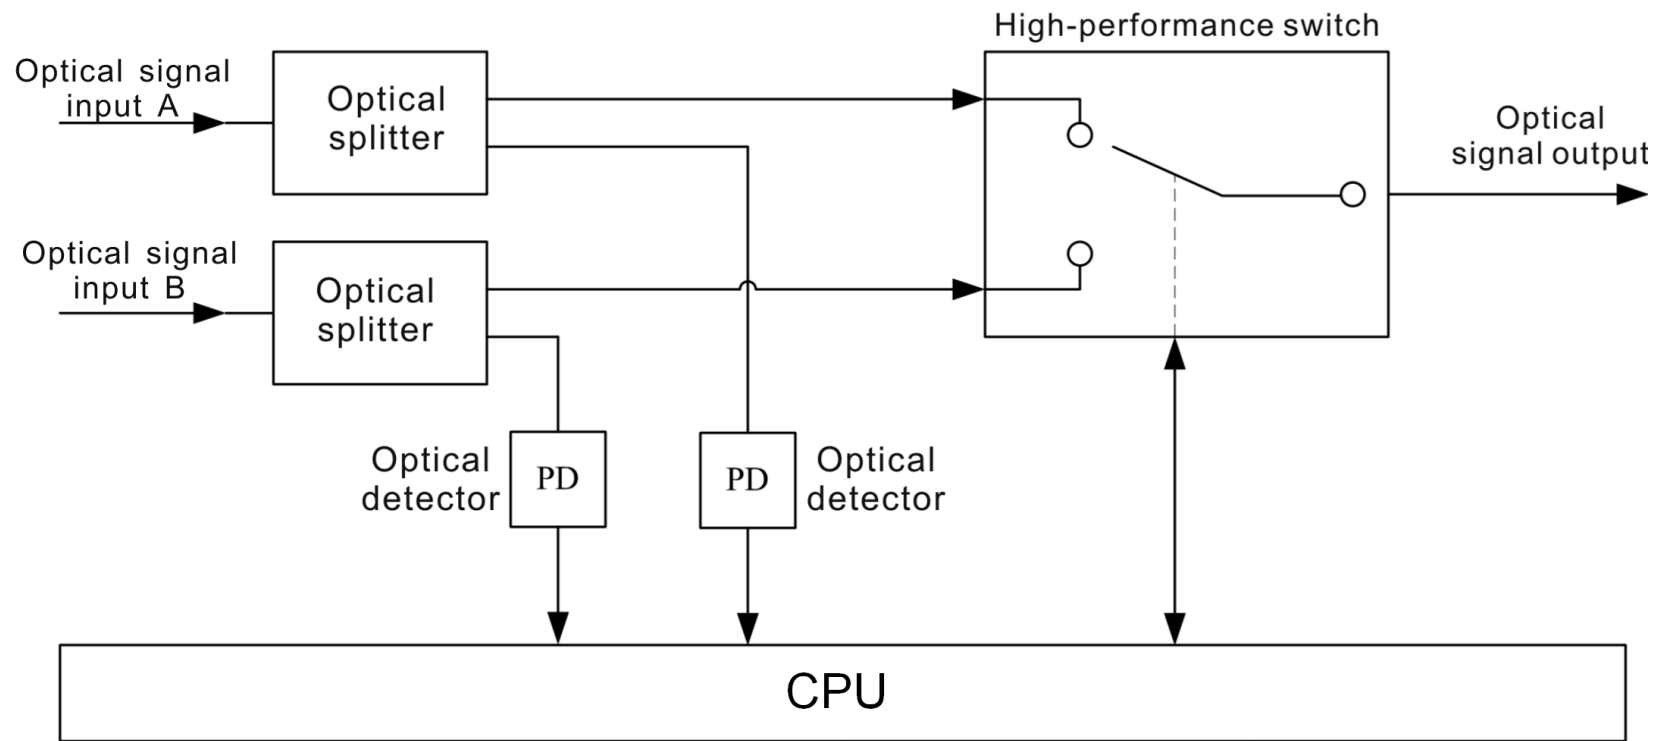 High-performance switch
Optical signal
input A
Optical
splitter
Optical
signal output
Optical signal
input B
Optical
splitter
Optical
detector
PD
PD
Optical
detector
CPU